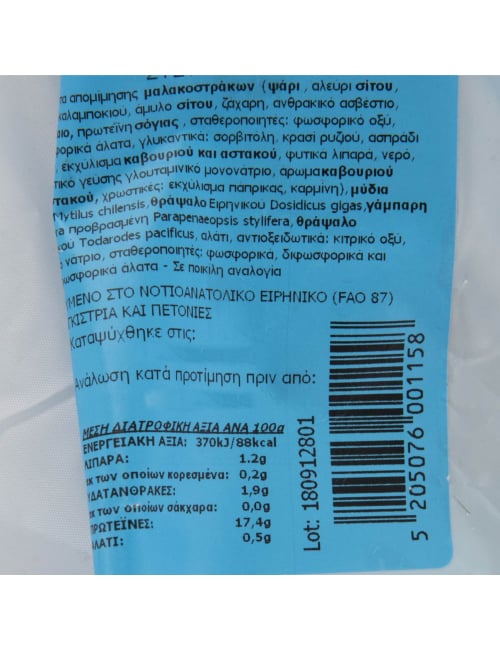 απομίμησης μαλακοστράκων (ψάρι, αλεύρι σίτου,
καλαμποκιού, άμυλο σίτου, ζάχαρη, ανθρακικό ασβέστιο,
πρωτεΐνη σόγιας, σταθεροποιητές: φωσφορικό οξύ,
φορικά άλατα, γλυκαντικά: σορβιτόλη, κρασί ρυζιού, ασπράδι
εκχύλισμα καβουριού και αστακού, φυτικά λιπαρά, νερό,
τικό γεύσης γλουταμινικό μονονάτριο, άρωμα καβουριού
τακού, χρωστικές: εκχύλισμα πάπρικας, καρμίνη), μύδια
Mytilus chilensis, θράψαλο Ειρηνικού Dosidicus gigas, γάμπαρη
προβρασμένη Parapenaeopsis stylifera, θράψαλο
κού Todarodes pacificus, αλάτι, αντιοξειδωτικά: κιτρικό οξύ,
νάτριο, σταθεροποιητές: φωσφορικά, διφωσφορικά και
φωσφορικά άλατα - Σε ποικίλη αναλογία
ΜΕΝΟ ΣΤΟ ΝΟΤΙΟΑΝΑΤΟΛΙΚΟ ΕΙΡΗΝΙΚΟ (FAO 87)
ΓΚΙΣΤΡΙΑ ΚΑΙ ΠΕΤΟΝΙΕΣ
Καταψύχθηκε στις:
Ανάλωση κατά προτίμηση πριν από:
ΜΕΣΗ ΔΙΑΤΡΟΦΙΚΗ ΑΞΙΑ ΑΝΑ 100g
ΕΝΕΡΓΕΙΑΚΗ ΑΞΙΑ: 370kJ/88kcal
ΛΙΠΑΡΑ: 1.2g
εκ των οποίων κορεσμένα: 0,2g
ΥΔΑΤΑΝΘΡΑΚΕΣ: 1,9g
εκ των οποίων σάκχαρα: 0,0g
ΠΡΩΤΕΪΝΕΣ: 17,4g
ΑΛΑΤΙ: 0,5g
Lot: 180912801
5 205076 001158